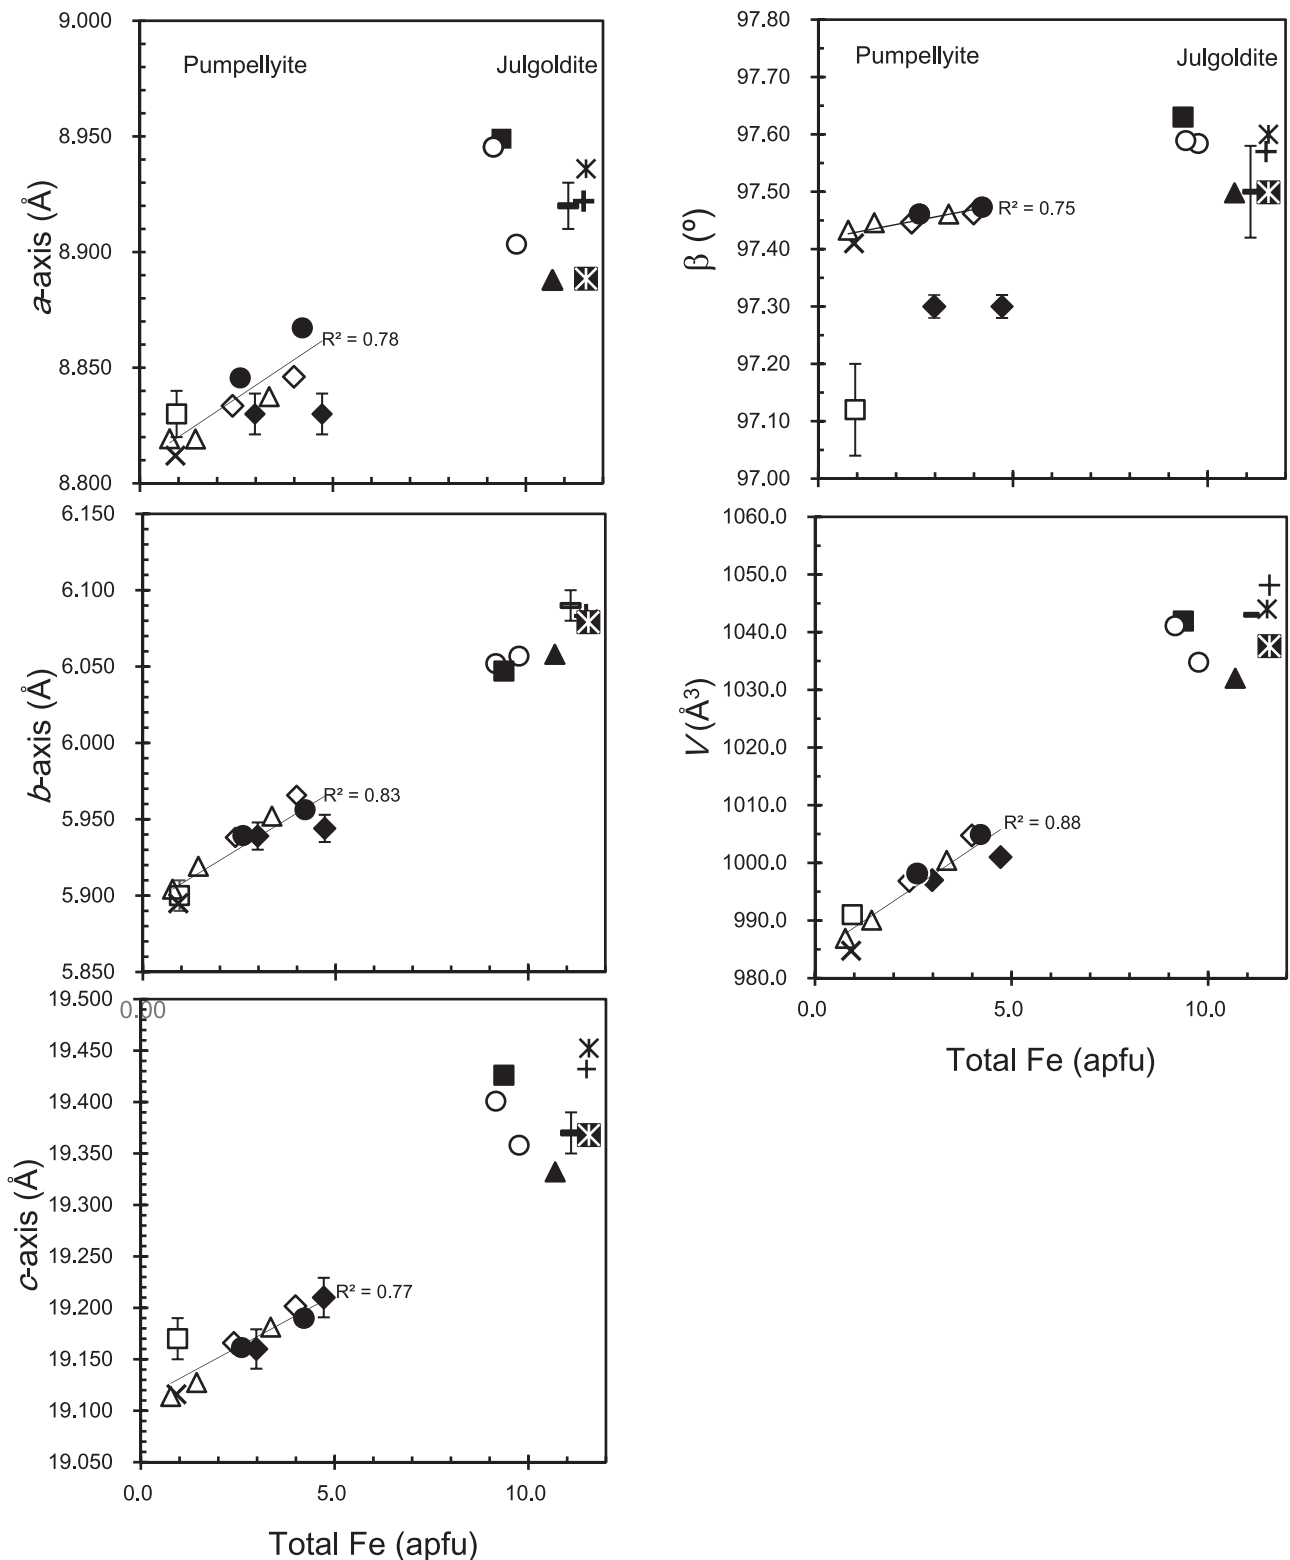 9.000
8.950
8.900
8.850
8.800
a-axis (Å)
Pumpellyite
Julgoldite
R² = 0.78
97.80
97.70
97.60
97.50
97.40
97.30
97.20
97.10
97.00
β (º)
Pumpellyite
Julgoldite
R² = 0.75
6.150
6.100
6.050
6.000
5.950
5.900
5.850
b-axis (Å)
R² = 0.83
1060.0
1050.0
1040.0
1030.0
1020.0
1010.0
1000.0
990.0
980.0
V (Å³)
R² = 0.88
0.0 5.0 10.0
Total Fe (apfu)
19.500
0.00
19.450
19.400
19.350
19.300
19.250
19.200
19.150
19.100
19.050
c-axis (Å)
R² = 0.77
0.0 5.0 10.0
Total Fe (apfu)